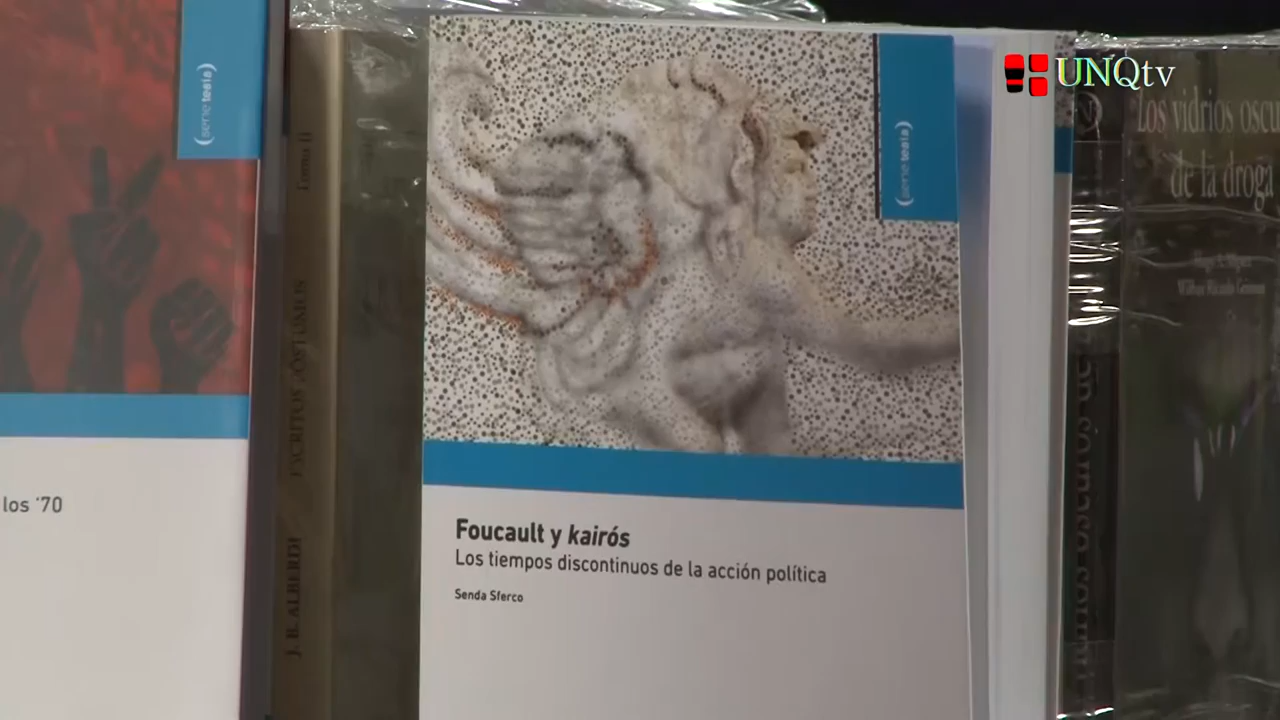 UNQtv
(serie tesis)
los '70
Tomo II
ESCRITOS PÓSTUMOS
J. B. ALBERDI
(serie tesis)
Foucault y kairós
Los tiempos discontinuos de la acción política
Senda Sferco
Los vidrios oscu
de la droga